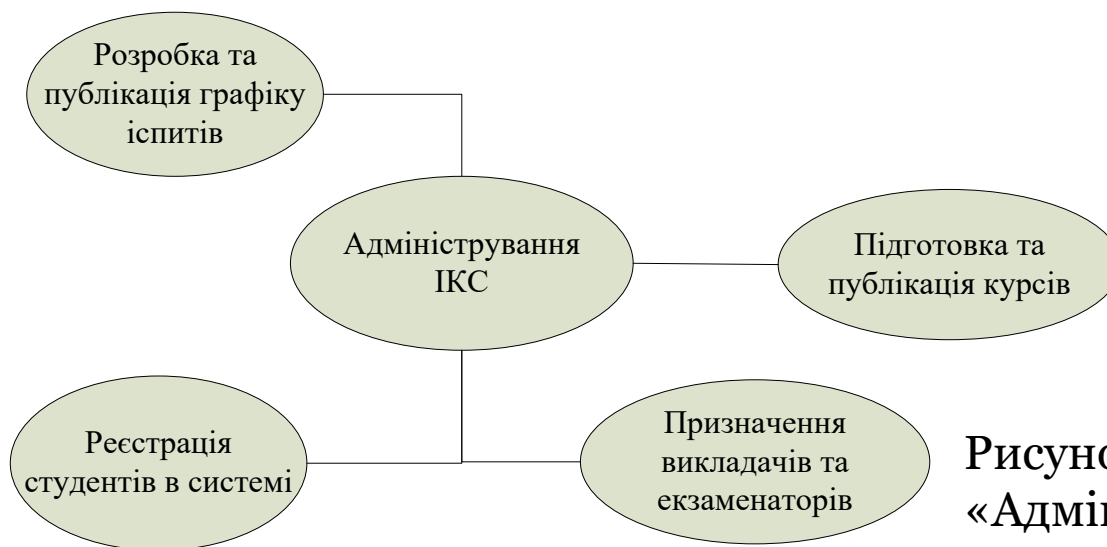 Розробка та
публікація графіку
іспитів
Адміністрування
ІКС
Підготовка та
публікація курсів
Реєстрація
студентів в системі
Призначення
викладачів та
екзаменаторів